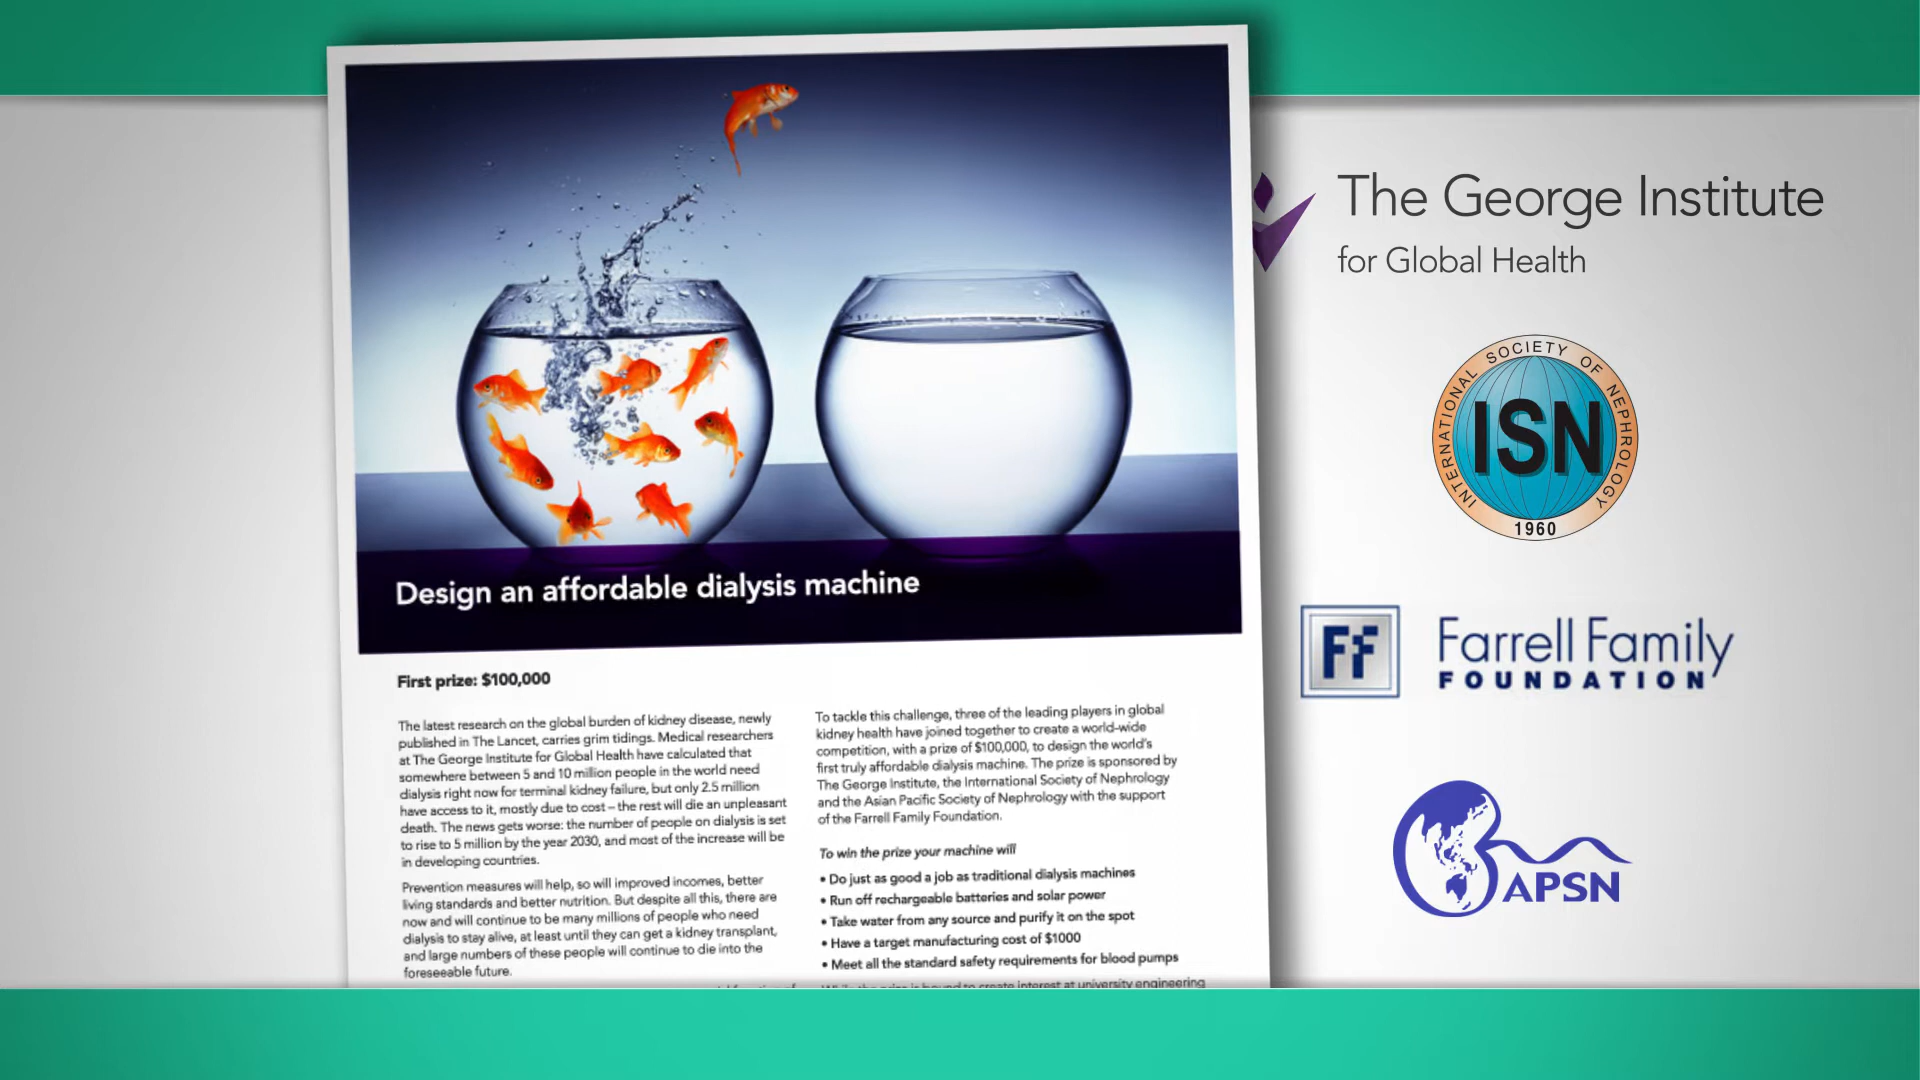 Design an affordable dialysis machine
First prize: $100,000
The latest research on the global burden of kidney disease, newly
published in The Lancet, carries grim tidings. Medical researchers
at The George Institute for Global Health have calculated that
somewhere between 5 and 10 million people in the world need
dialysis right now for terminal kidney failure, but only 2.5 million
have access to it, mostly due to cost – the rest will die an unpleasant
death. The news gets worse: the number of people on dialysis is set
to rise to 5 million by the year 2030, and most of the increase will be
in developing countries.
Prevention measures will help, so will improved incomes, better
living standards and better nutrition. But despite all this, there are
now and will continue to be many millions of people who need
dialysis to stay alive, at least until they can get a kidney transplant,
and large numbers of these people will continue to die into the
foreseeable future.
To tackle this challenge, three of the leading players in global
kidney health have joined together to create a world-wide
competition, with a prize of $100,000, to design the world's
first truly affordable dialysis machine. The prize is sponsored by
The George Institute, the International Society of Nephrology
and the Asian Pacific Society of Nephrology with the support
of the Farrell Family Foundation.
To win the prize your machine will
• Do just as good a job as traditional dialysis machines
• Run off rechargeable batteries and solar power
• Take water from any source and purify it on the spot
• Have a target manufacturing cost of $1000
• Meet all the standard safety requirements for blood pumps
The George Institute
for Global Health
INTERNATIONAL SOCIETY OF NEPHROLOGY
ISN
1960
FF
Farrell Family
FOUNDATION
APSN